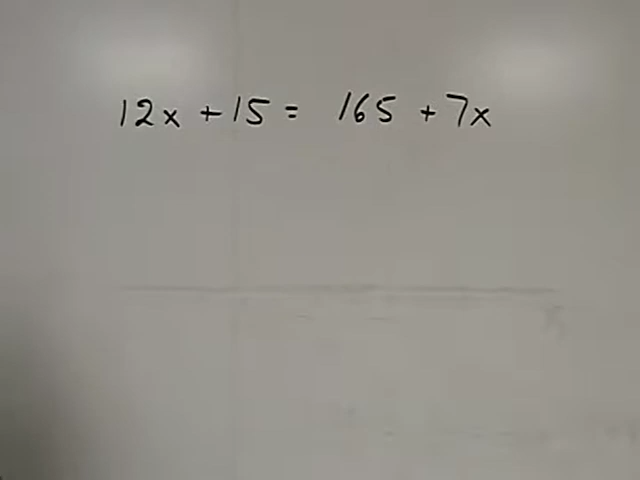 12x + 15 = 165 + 7x